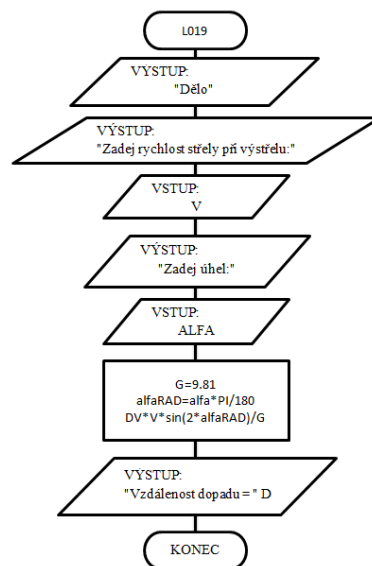 L019
VÝSTUP:
"Dělo"
VÝSTUP:
"Zadej rychlost střely při výstřelu:"
VSTUP:
V
VÝSTUP:
"Zadej úhel:"
VSTUP:
ALFA
G=9.81
alfaRAD=alfa*PI/180
DV*V*sin(2*alfaRAD)/G
VÝSTUP:
"Vzdálenost dopadu = " D
KONEC